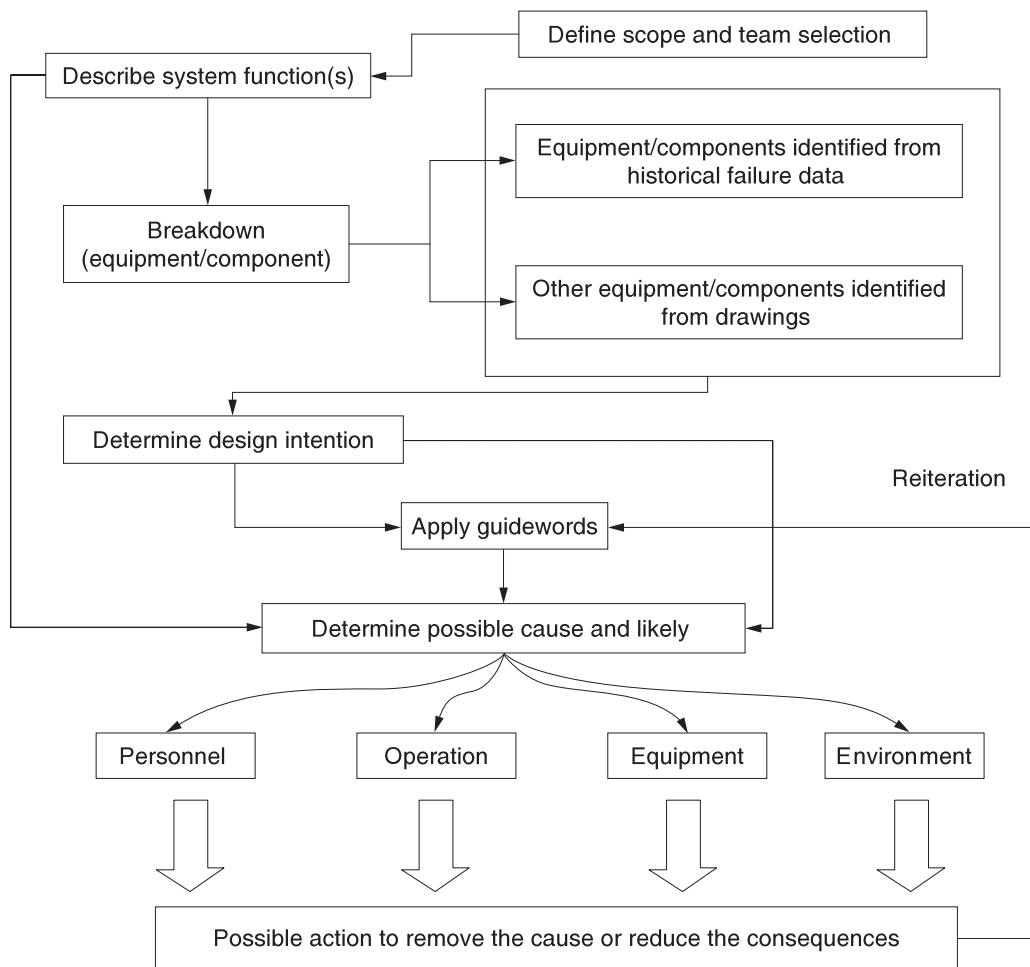 Define scope and team selection
Describe system function(s)
Equipment/components identified from
historical failure data
Breakdown
(equipment/component)
Other equipment/components identified
from drawings
Determine design intention
Reiteration
Apply guidewords
Determine possible cause and likely
Personnel
Operation
Equipment
Environment
Possible action to remove the cause or reduce the consequences